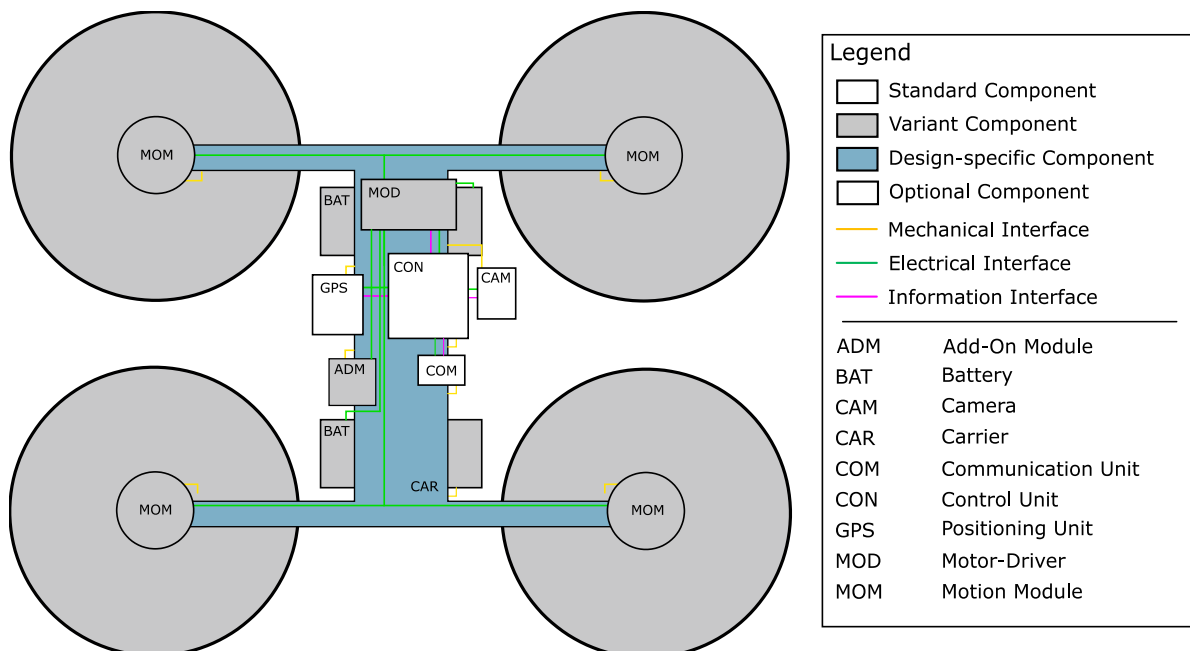 MOM
MOM
MOD
BAT
CON
GPS
CAM
ADM
COM
BAT
CAR
MOM
MOM
Legend
Standard Component
Variant Component
Design-specific Component
Optional Component
Mechanical Interface
Electrical Interface
Information Interface
ADM Add-On Module
BAT Battery
CAM Camera
CAR Carrier
COM Communication Unit
CON Control Unit
GPS Positioning Unit
MOD Motor-Driver
MOM Motion Module